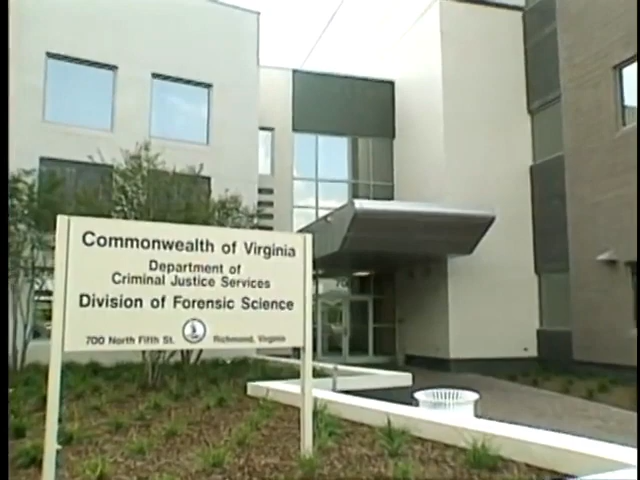 Commonwealth of Virginia
Department of
Criminal Justice Services
Division of Forensic Science
700 North Fifth St. Richmond, Virginia